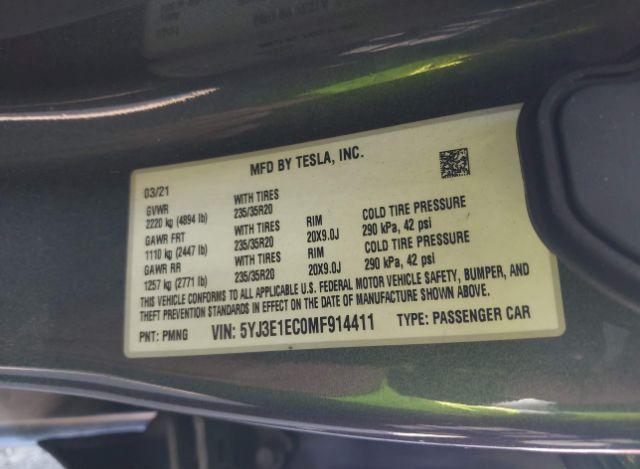 MFD BY TESLA, INC.
03/21
GVWR WITH TIRES
2220 kg (4894 lb) 235/35R20 RIM COLD TIRE PRESSURE
GAWR FRT WITH TIRES 20X9.0J 290 kPa, 42 psi
1110 kg (2447 lb) 235/35R20 RIM COLD TIRE PRESSURE
GAWR RR WITH TIRES 20X9.0J 290 kPa, 42 psi
1257 kg (2771 lb) 235/35R20
THIS VEHICLE CONFORMS TO ALL APPLICABLE U.S. FEDERAL MOTOR VEHICLE SAFETY, BUMPER, AND
THEFT PREVENTION STANDARDS IN EFFECT ON THE DATE OF MANUFACTURE SHOWN ABOVE.
PNT: PMNG VIN: 5YJ3E1EC0MF914411 TYPE: PASSENGER CAR